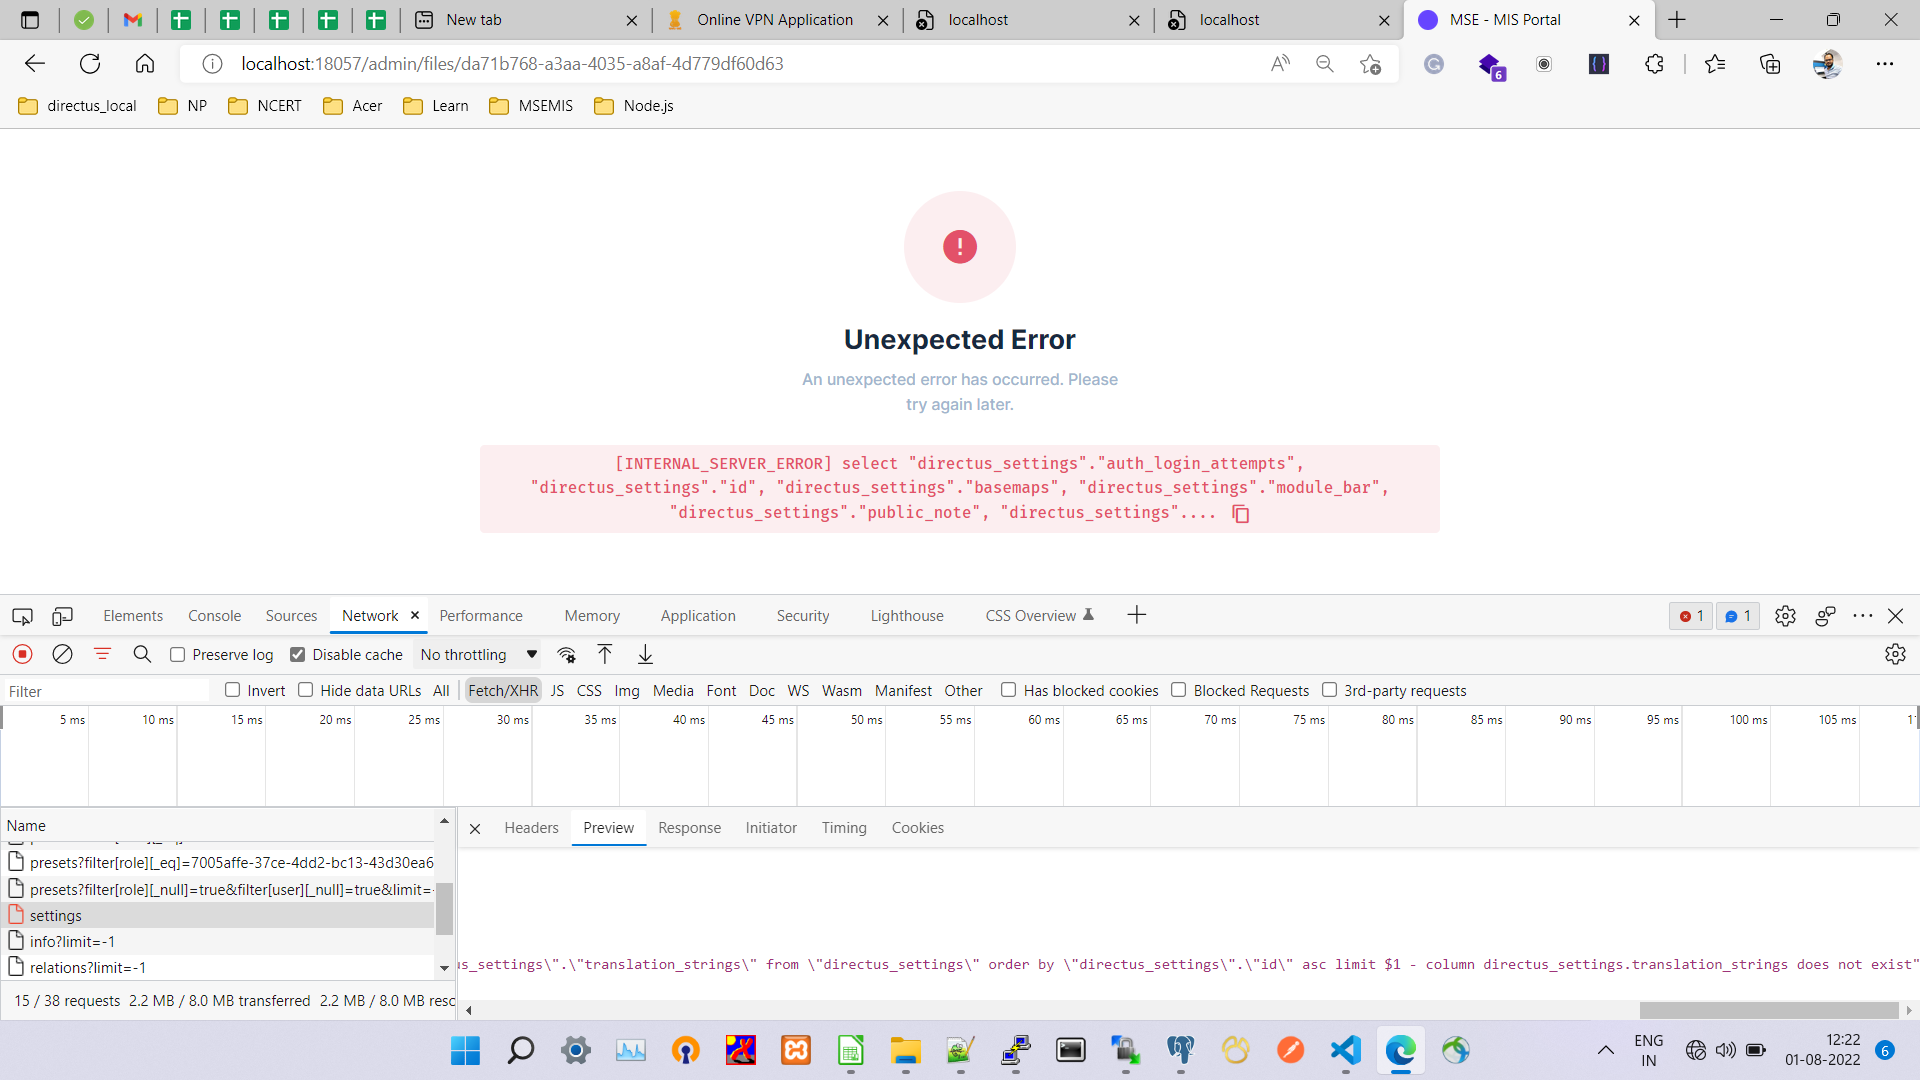 New tab
Online VPN Application
localhost
localhost
MSE - MIS Portal
localhost:18057/admin/files/da71b768-a3aa-4035-a8af-4d779df60d63
6
directus_local
NP
NCERT
Acer
Learn
MSEMIS
Node.js
Unexpected Error
An unexpected error has occurred. Please
try again later.
[INTERNAL_SERVER_ERROR] select "directus_settings"."auth_login_attempts",
"directus_settings"."id", "directus_settings"."basemaps", "directus_settings"."module_bar",
"directus_settings"."public_note", "directus_settings"....
Elements Console Sources Network Performance Memory Application Security Lighthouse CSS Overview 1 1
Preserve log Disable cache No throttling
Filter Invert Hide data URLs All Fetch/XHR JS CSS Img Media Font Doc WS Wasm Manifest Other Has blocked cookies Blocked Requests 3rd-party requests
5 ms 10 ms 15 ms 20 ms 25 ms 30 ms 35 ms 40 ms 45 ms 50 ms 55 ms 60 ms 65 ms 70 ms 75 ms 80 ms 85 ms 90 ms 95 ms 100 ms 105 ms
Name
Headers Preview Response Initiator Timing Cookies
presets?filter[role][_eq]=7005affe-37ce-4dd2-bc13-43d30ea6
presets?filter[role][_null]=true&filter[user][_null]=true&limit=-
settings
info?limit=-1
relations?limit=-1
us_settings\".\"translation_strings\" from \"directus_settings\" order by \"directus_settings\".\"id\" asc limit $1 - column directus_settings.translation_strings does not exist"
15 / 38 requests 2.2 MB / 8.0 MB transferred 2.2 MB / 8.0 MB resc
ENG
IN
12:22
01-08-2022
6